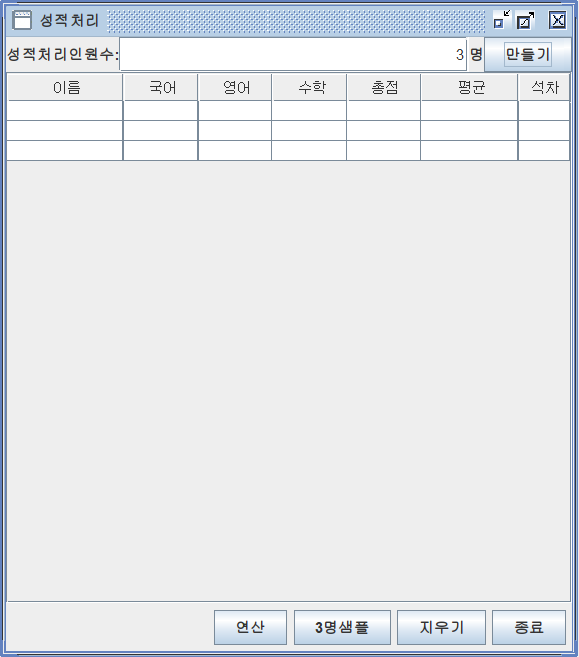 성적처리
성적처리인원수: 3 명 만들기
이름 국어 영어 수학 총점 평균 석차
연산 3명샘플 지우기 종료